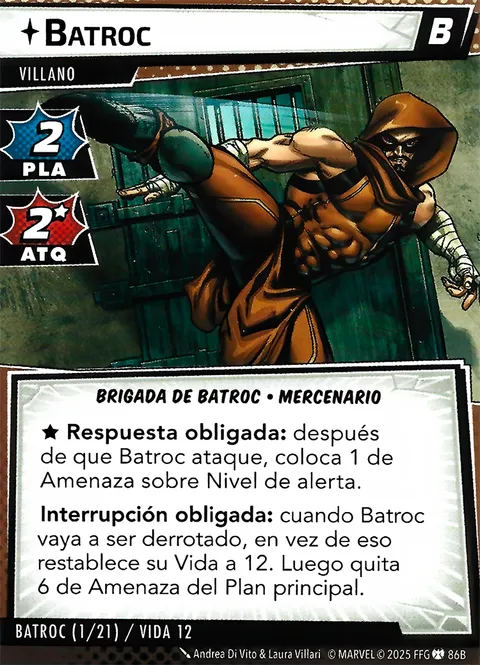 BATROC
B
VILLANO
2
PLA
2★
ATQ
BRIGADA DE BATROC • MERCENARIO
★ Respuesta obligada: después
de que Batroc ataque, coloca 1 de
Amenaza sobre Nivel de alerta.
Interrupción obligada: cuando Batroc
vaya a ser derrotado, en vez de eso
restablece su Vida a 12. Luego quita
6 de Amenaza del Plan principal.
BATROC (1/21) / VIDA 12
Andrea Di Vito & Laura Villari © MARVEL © 2025 FFG 86B